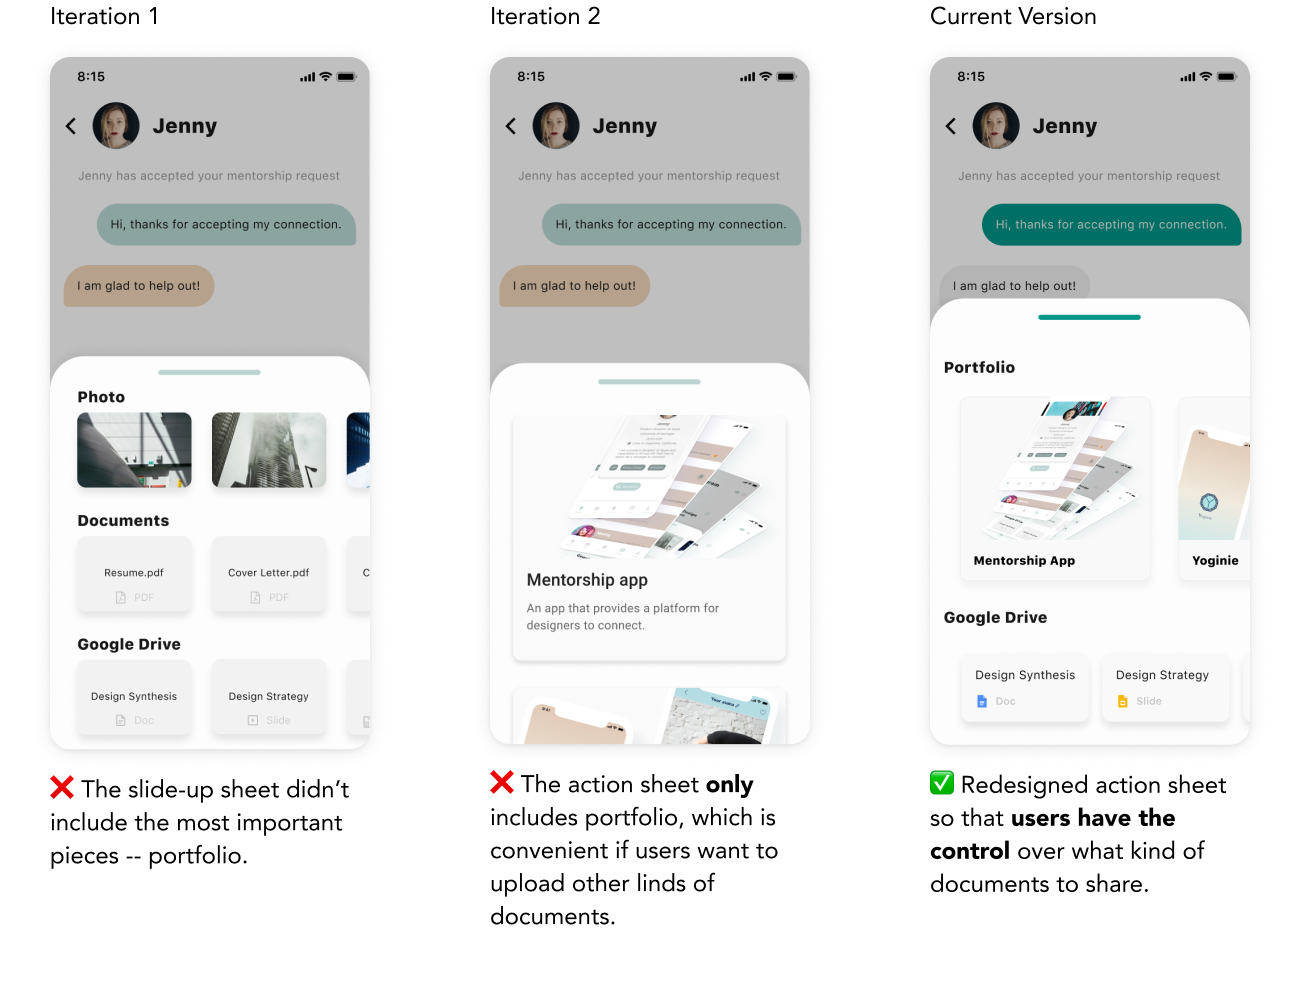 Iteration 1
8:15
Jenny
Jenny has accepted your mentorship request
Hi, thanks for accepting my connection.
I am glad to help out!
Photo
Documents
Resume.pdf
PDF
Cover Letter.pdf
PDF
C
Google Drive
Design Synthesis
Doc
Design Strategy
Slide
❌ The slide-up sheet didn’t
include the most important
pieces -- portfolio.
Iteration 2
8:15
Jenny
Jenny has accepted your mentorship request
Hi, thanks for accepting my connection.
I am glad to help out!
Mentorship app
An app that provides a platform for
designers to connect.
❌ The action sheet only
includes portfolio, which is
convenient if users want to
upload other linds of
documents.
Current Version
8:15
Jenny
Jenny has accepted your mentorship request
Hi, thanks for accepting my connection.
I am glad to help out!
Portfolio
Mentorship App
Yoginie
Yoginie
Google Drive
Design Synthesis
Doc
Design Strategy
Slide
✅ Redesigned action sheet
so that users have the
control over what kind of
documents to share.